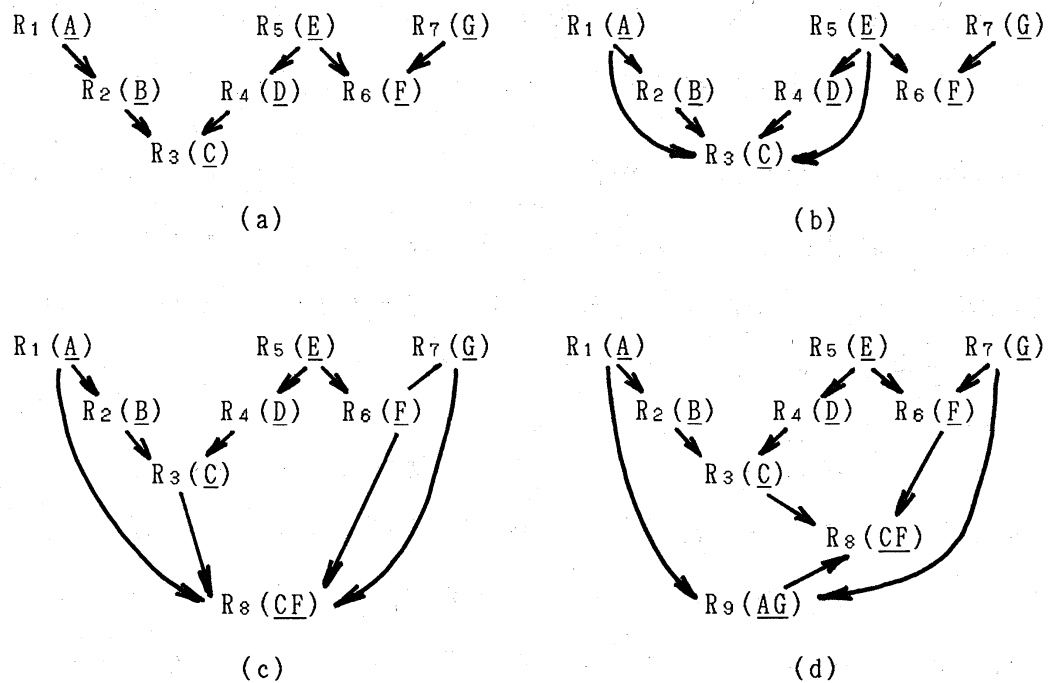 R1(A) R5(E) R7(G) R1(A) R5(E) R7(G)
R2(B) R4(D) R6(F) R2(B) R4(D) R6(F)
R3(C) R3(C)
(a) (b)
R1(A) R5(E) R7(G) R1(A) R5(E) R7(G)
R2(B) R4(D) R6(F) R2(B) R4(D) R6(F)
R3(C) R3(C)
R8(CF)
R8(CF) R9(AG)
(c) (d)